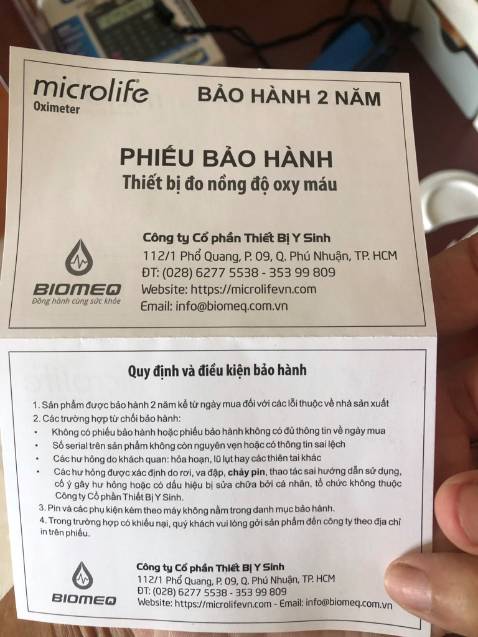 microlife®
Oximeter
BẢO HÀNH 2 NĂM
PHIẾU BẢO HÀNH
Thiết bị đo nồng độ oxy máu
BIOMEQ
Đồng hành cùng sức khỏe
Công ty Cổ phần Thiết Bị Y Sinh
112/1 Phổ Quang, P. 09, Q. Phú Nhuận, TP. HCM
ĐT: (028) 6277 5538 - 353 99 809
Website: https://microlifevn.com
Email: info@biomeq.com.vn
Quy định và điều kiện bảo hành
1. Sản phẩm được bảo hành 2 năm kể từ ngày mua đối với các lỗi thuộc về nhà sản xuất
2. Các trường hợp từ chối bảo hành:
• Không có phiếu bảo hành hoặc phiếu bảo hành không có đủ thông tin về ngày mua
• Số serial trên sản phẩm không còn nguyên vẹn hoặc có thông tin sai lệch
• Các hư hỏng do khách quan: hỏa hoạn, lũ lụt hay các thiên tai khác
• Các hư hỏng được xác định do rơi, va đập, chảy pin, thao tác sai hướng dẫn sử dụng,
cố ý gây hư hỏng hoặc có dấu hiệu bị sửa chữa bởi cá nhân, tổ chức không thuộc
Công ty Cổ phần Thiết Bị Y Sinh.
3. Pin và các phụ kiện kèm theo máy không nằm trong danh mục bảo hành.
4. Trong trường hợp có khiếu nại, quý khách vui lòng gởi sản phẩm đến công ty theo địa chỉ
in trên phiếu.
BIOMEQ
Công ty Cổ phần Thiết Bị Y Sinh
112/1 Phổ Quang, P. 09, Q. Phú Nhuận, TP. HCM
ĐT: (028) 6277 5538 - 353 99 809
Website: https://microlifevn.com - Email: info@biomeq.com.vn